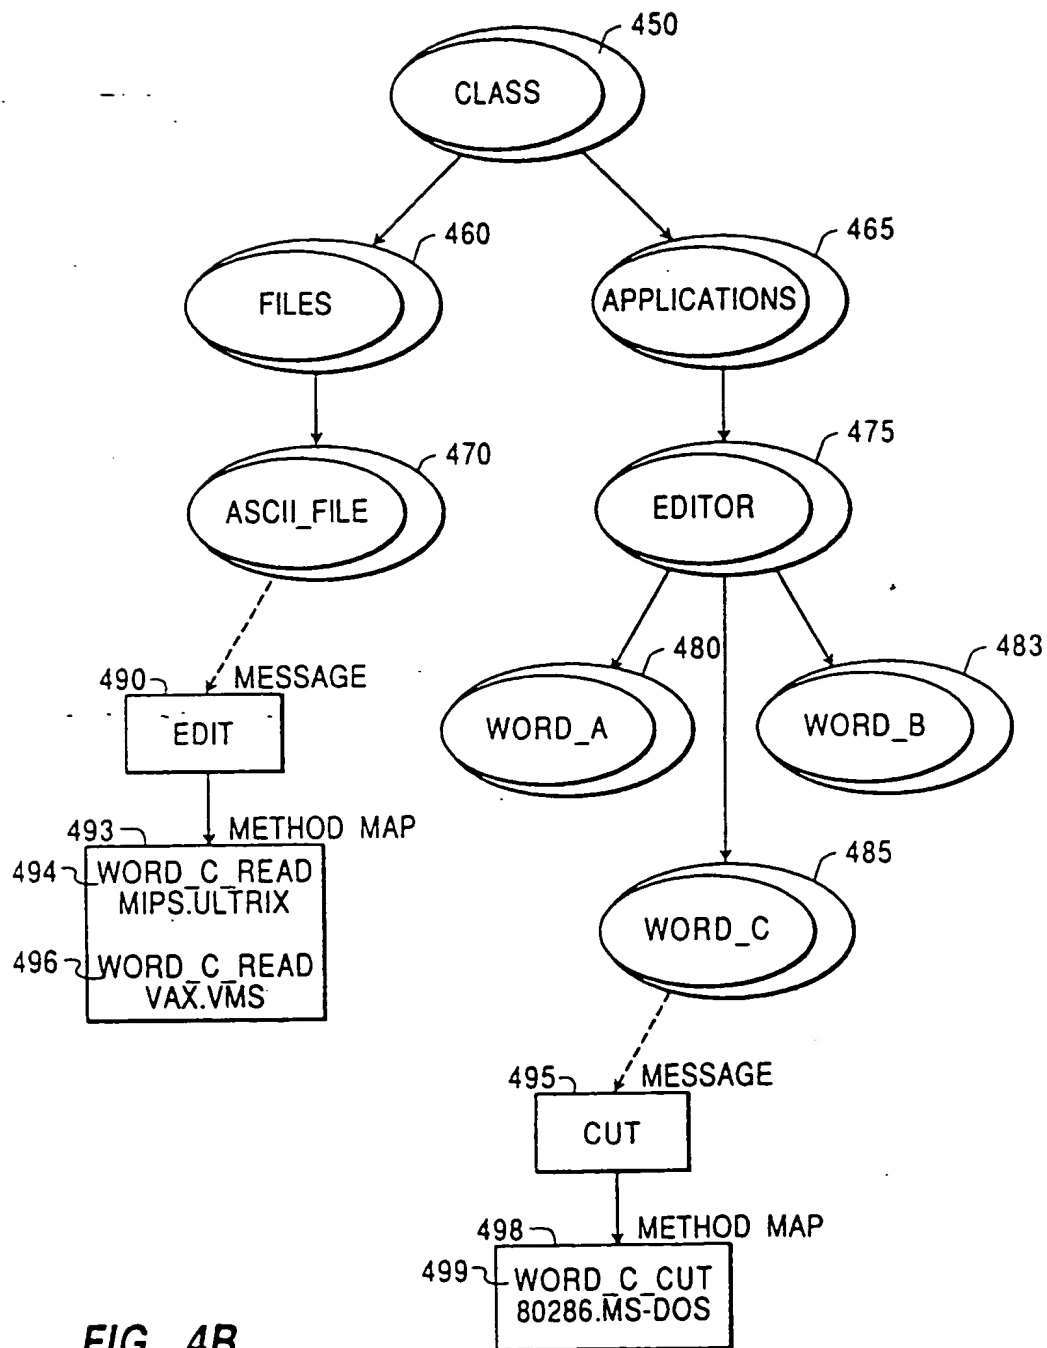 450
CLASS
460
465
FILES
APPLICATIONS
470
475
ASCII_FILE
EDITOR
480
483
490
MESSAGE
EDIT
WORD_A
WORD_B
493
METHOD MAP
494
WORD_C_READ
MIPS.ULTRIX
485
WORD_C
496
WORD_C_READ
VAX.VMS
495
MESSAGE
CUT
498
METHOD MAP
499
WORD_C_CUT
80286.MS-DOS
FIG. 4B